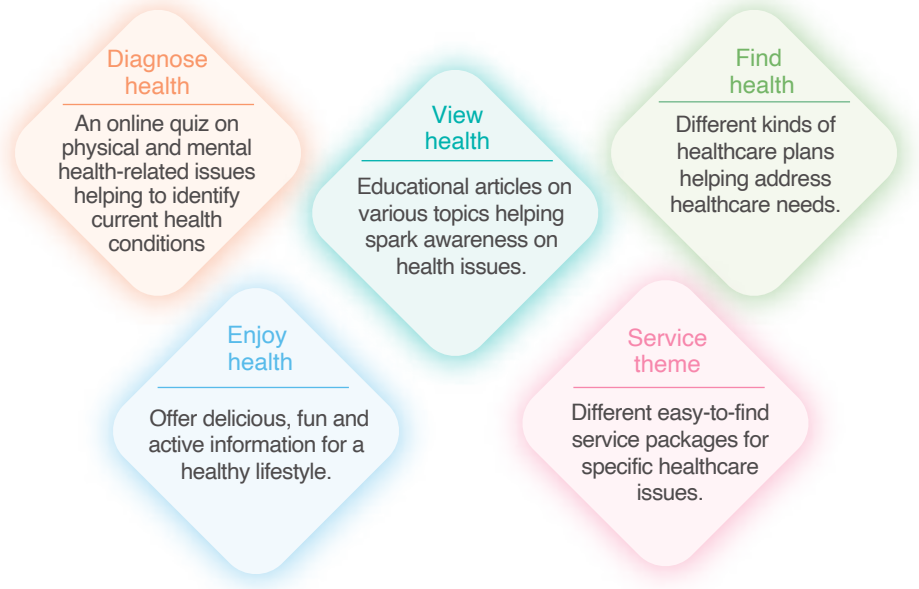 Diagnose
health
An online quiz on
physical and mental
health-related issues
helping to identify
current health
conditions
View
health
Educational articles on
various topics helping
spark awareness on
health issues.
Find
health
Different kinds of
healthcare plans
helping address
healthcare needs.
Enjoy
health
Offer delicious, fun and
active information for a
healthy lifestyle.
Service
theme
Different easy-to-find
service packages for
specific healthcare
issues.